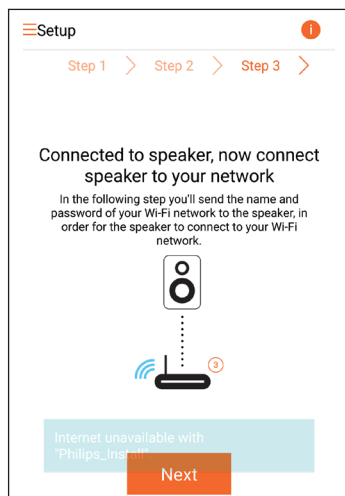 Setup
i
Step 1 > Step 2 > Step 3 >
Connected to speaker, now connect
speaker to your network
In the following step you'll send the name and
password of your Wi-Fi network to the speaker, in
order for the speaker to connect to your Wi-Fi
network.
3
Internet unavailable with
"Philips_Install"
Next